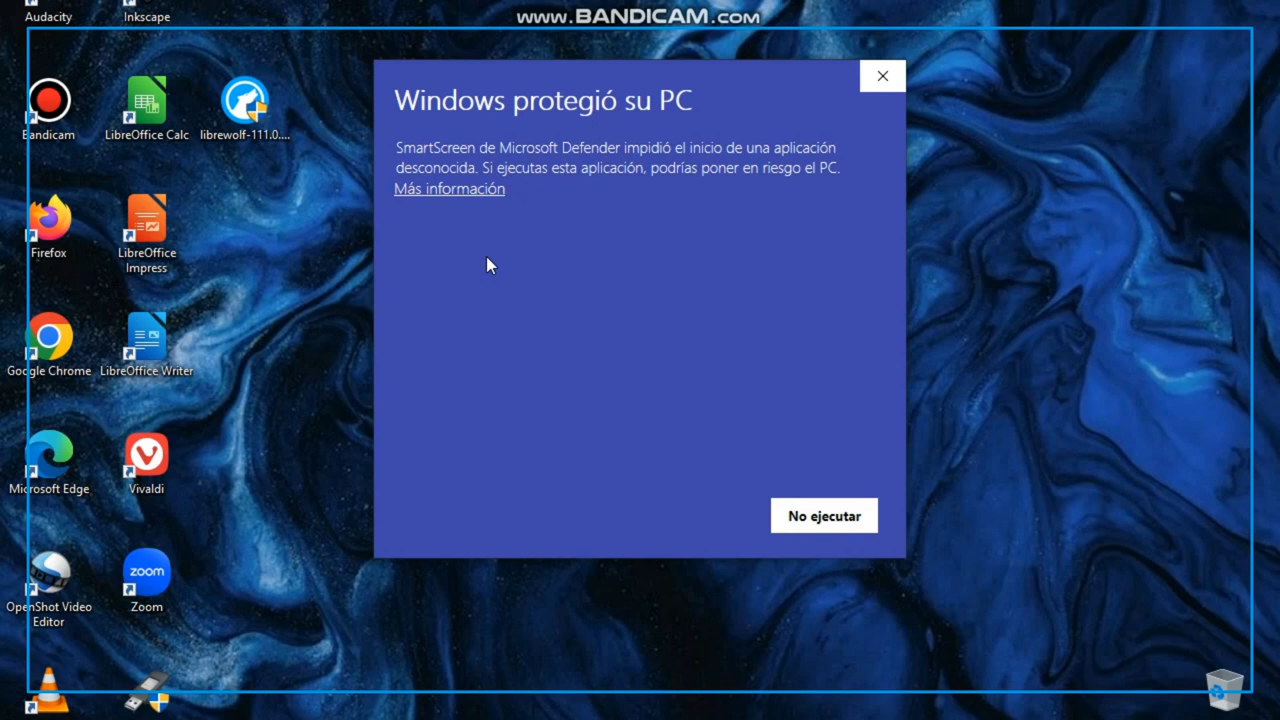 www.BANDICAM.com
Audacity
Inkscape
Bandicam
LibreOffice Calc
librewolf-111.0....
Firefox
LibreOffice
Impress
Google Chrome
LibreOffice Writer
Microsoft Edge
Vivaldi
OpenShot Video
Editor
zoom
Zoom
Windows protegió su PC
SmartScreen de Microsoft Defender impidió el inicio de una aplicación
desconocida. Si ejecutas esta aplicación, podrías poner en riesgo el PC.
Más información
No ejecutar